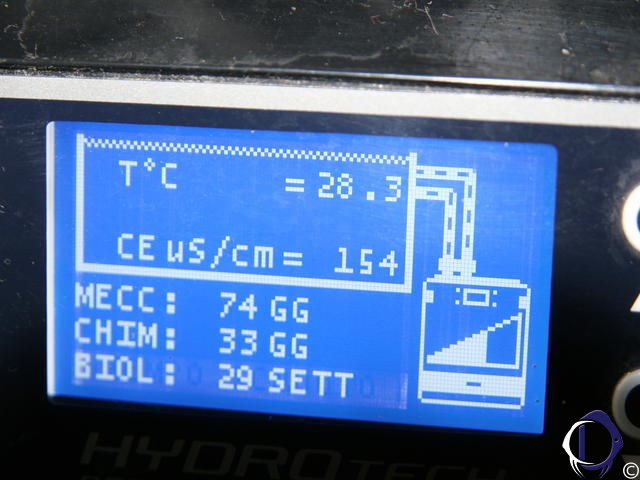 T°C = 28.3
CE uS/cm = 154
MECC: 74 GG
CHIM: 33 GG
BIOL: 29 SETT
HYDROTECH
©